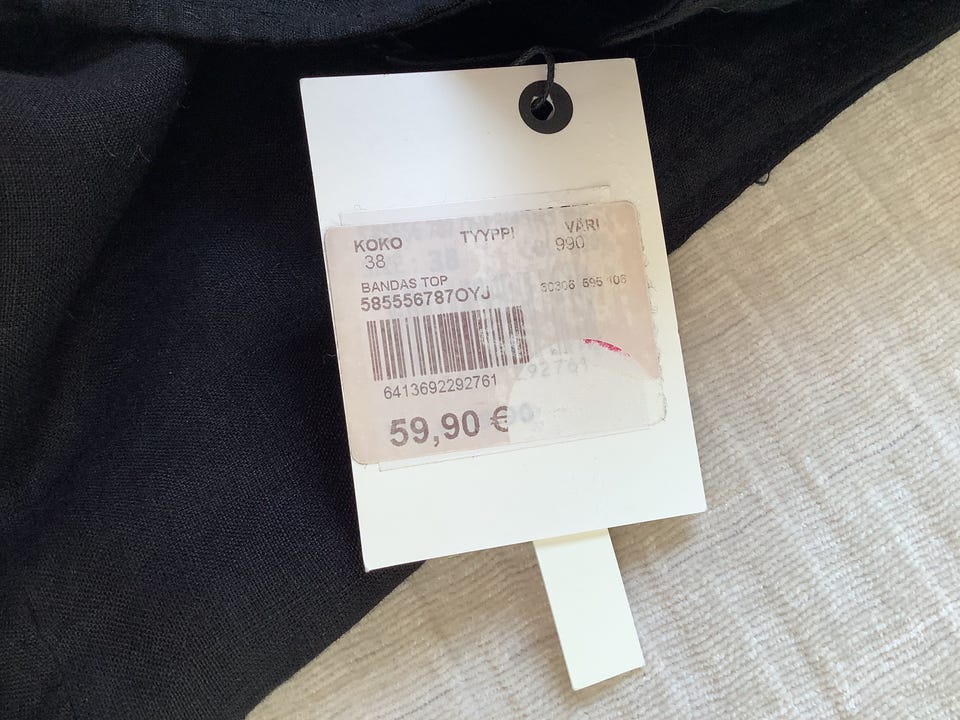 KOKO TYYPPI VÄRI
38 990
BANDAS TOP
585556787OYJ 30306 595 106
6413692292761
59,90 €